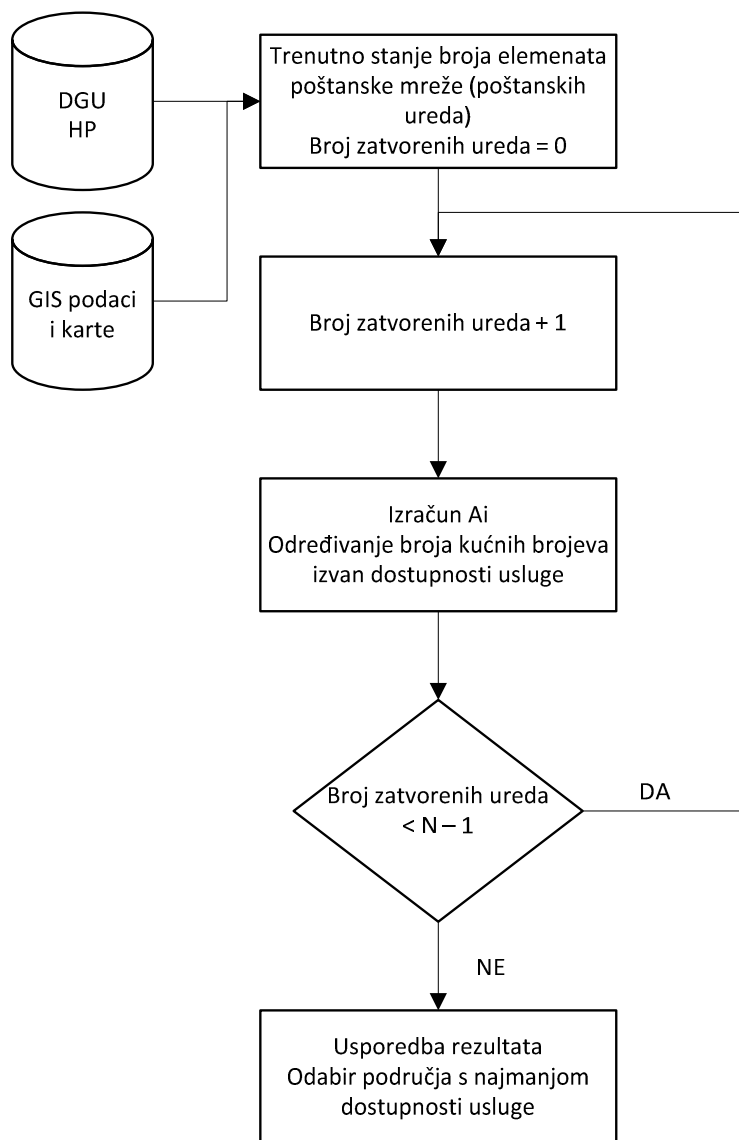 DGU
HP
Trenutno stanje broja elemenata
poštanske mreže (poštanskih
ureda)
Broj zatvorenih ureda = 0
GIS podaci
i karte
Broj zatvorenih ureda + 1
Izračun Ai
Određivanje broja kućnih brojeva
izvan dostupnosti usluge
Broj zatvorenih ureda
< N – 1
DA
NE
Usporedba rezultata
Odabir područja s najmanjom
dostupnosti usluge